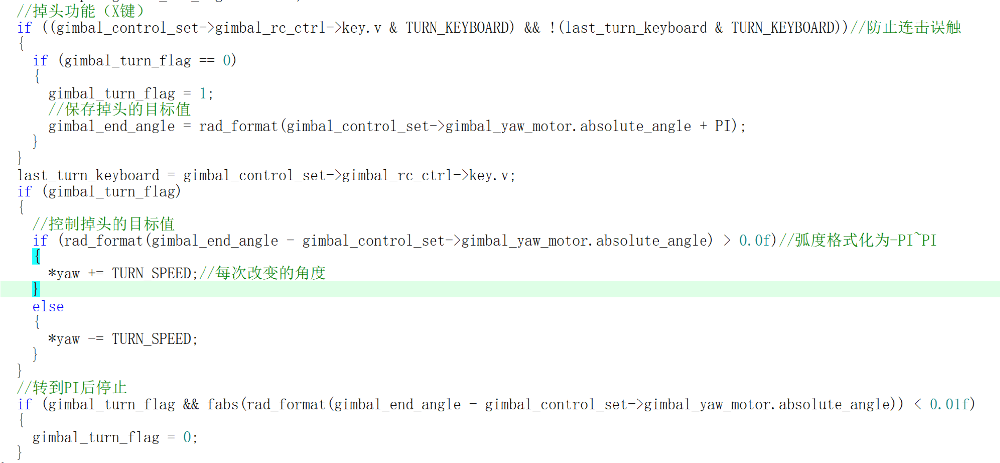 //掉头功能（X键）
if ((gimbal_control_set->gimbal_rc_ctrl->key.v & TURN_KEYBOARD) && !(last_turn_keyboard & TURN_KEYBOARD))//防止连击误触
{
if (gimbal_turn_flag == 0)
{
gimbal_turn_flag = 1;
//保存掉头的目标值
gimbal_end_angle = rad_format(gimbal_control_set->gimbal_yaw_motor.absolute_angle + PI);
}
}
last_turn_keyboard = gimbal_control_set->gimbal_rc_ctrl->key.v;
if (gimbal_turn_flag)
{
//控制掉头的目标值
if (rad_format(gimbal_end_angle - gimbal_control_set->gimbal_yaw_motor.absolute_angle) > 0.0f)//弧度格式化为-PI~PI
{
*yaw += TURN_SPEED;//每次改变的角度
}
else
{
*yaw -= TURN_SPEED;
}
}
//转到PI后停止
if (gimbal_turn_flag && fabs(rad_format(gimbal_end_angle - gimbal_control_set->gimbal_yaw_motor.absolute_angle)) < 0.01f)
{
gimbal_turn_flag = 0;
}